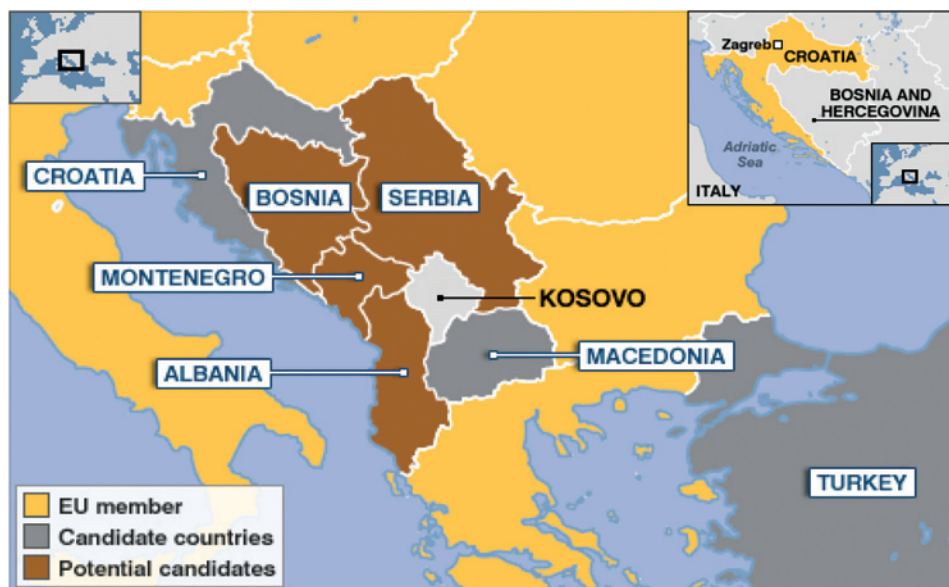 Zagreb
CROATIA
BOSNIA AND
HERCEGOVINA
Adriatic
Sea
ITALY
CROATIA
BOSNIA
SERBIA
MONTENEGRO
KOSOVO
MACEDONIA
ALBANIA
TURKEY
EU member
Candidate countries
Potential candidates